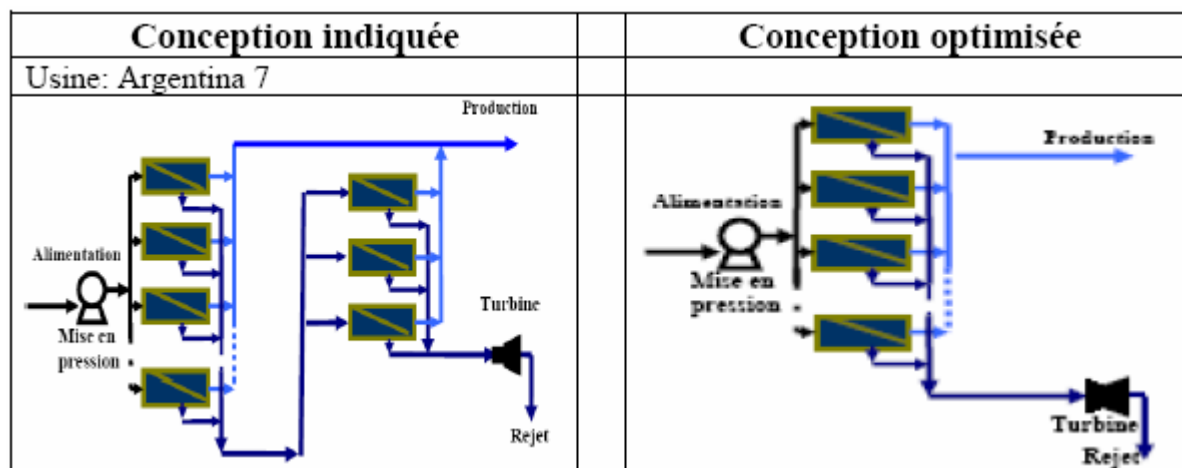 Conception indiquée
Conception optimisée
Usine: Argentina 7
Production
Alimentation
Mise en
pression
Turbine
Rejet
Production
Alimentation
Mise en
pression
Turbine
Rejet